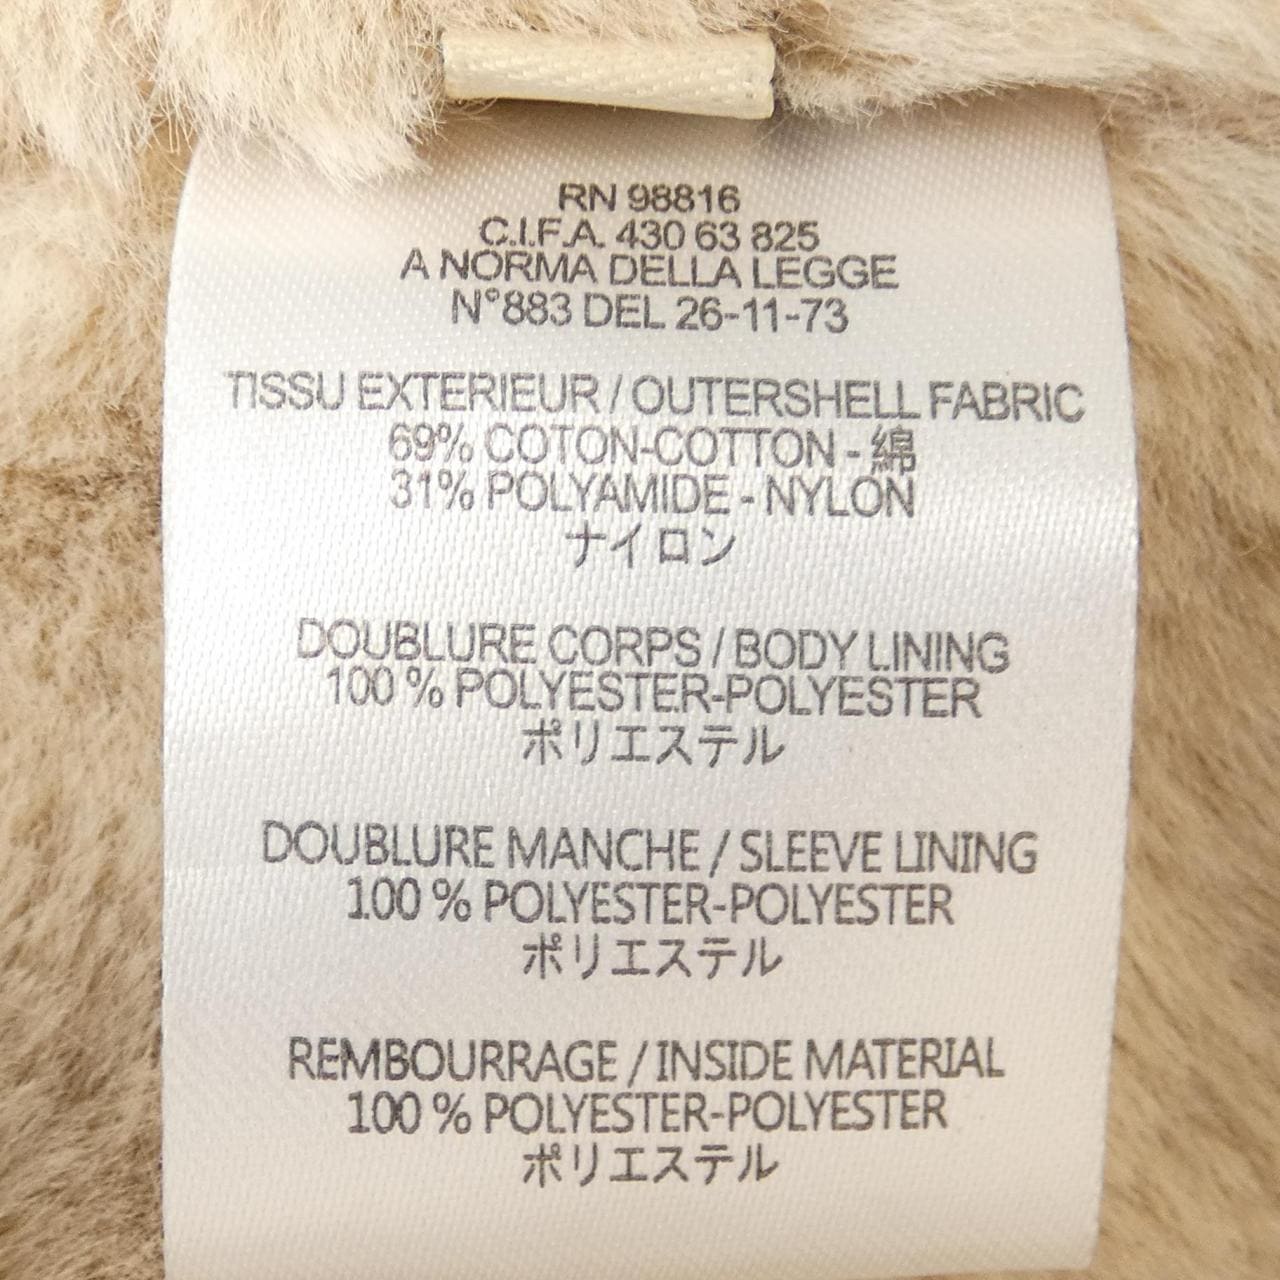 RN 98816
C.I.F.A. 430 63 825
A NORMA DELLA LEGGE
N°883 DEL 26-11-73
TISSU EXTERIEUR / OUTERSHELL FABRIC
69% COTON-COTTON - 綿
31% POLYAMIDE - NYLON
ナイロン
DOUBLURE CORPS / BODY LINING
100 % POLYESTER-POLYESTER
ポリエステル
DOUBLURE MANCHE / SLEEVE LINING
100 % POLYESTER-POLYESTER
ポリエステル
REMBOURRAGE / INSIDE MATERIAL
100 % POLYESTER-POLYESTER
ポリエステル